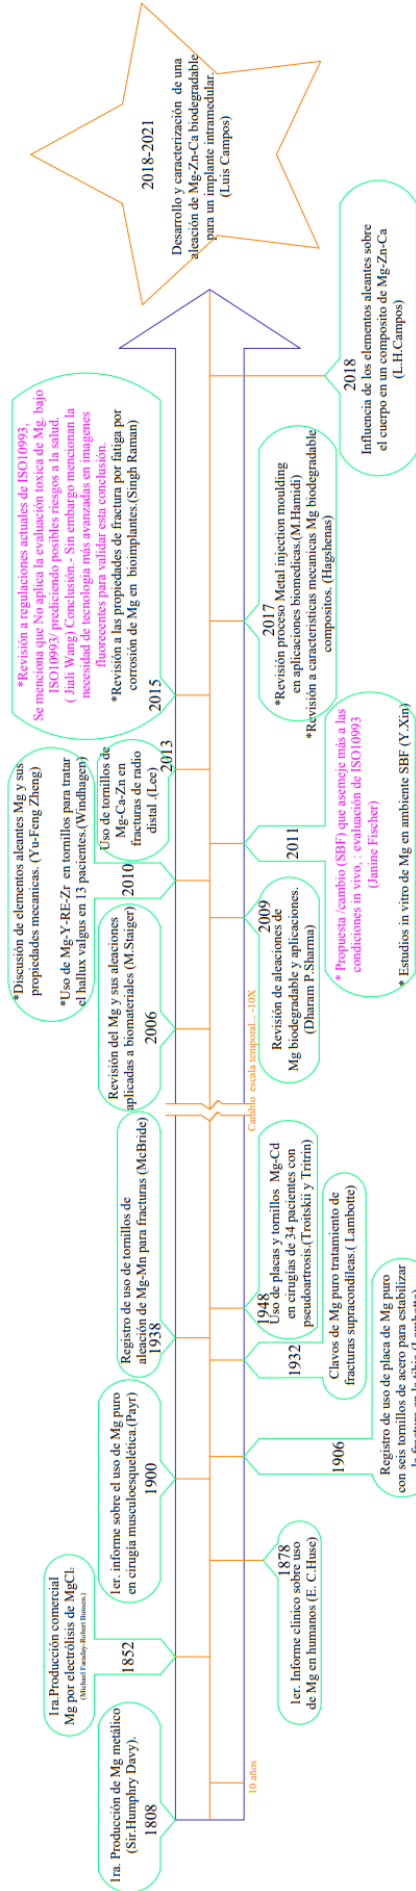 1ra. Producción de Mg metálico
(Sir.Humphry Davy).
1808
1ra.Producción comercial
Mg por electrólisis de MgCl.
(Michael Faraday-Robert Bunsen.)
1852
1er. informe sobre el uso de Mg puro
en cirugía musculoesquelética.(Payr)
1900
Registro de uso de tornillos de
aleación de Mg-Mn para fracturas (McBride)
1938
Revisión del Mg y sus aleaciones
aplicadas a biomateriales (M.Staiger)
2006
*Discusión de elementos aleantes Mg y sus
propiedades mecanicas. (Yu-Feng Zheng)
*Uso de Mg-Y-RE-Zr en tornillos para tratar
el hallux valgus en 13 pacientes.(Windhagen)
2010
Uso de tornillos de
Mg-Ca-Zn en
fracturas de radio
distal .(Lee)
2013
*Revisión a regulaciones actuales de ISO10993,
Se menciona que No aplica la evaluación toxica de Mg. bajo
ISO10993/ prediciendo posibles riesgos a la salud.
( Jiali Wang) Conclusión.- Sin embargo mencionan la
necesidad de tecnología más avanzadas en imagenes
fluorecentes para validar esta conclusión.
*Revisión a las propiedades de fractura por fatiga por
corrosión de Mg en bioimplantes.(Singh Raman)
2015
2018-2021
Desarrollo y caracterización de una
aleación de Mg-Zn-Ca biodegradable
para un implante intramedular.
(Luis Campos)
10 años
1878
1er. Informe clínico sobre uso
de Mg en humanos (E. C.Huse)
1906
Registro de uso de placa de Mg puro
con seis tornillos de acero para estabilizar
1932
Clavos de Mg puro tratamiento de
fracturas supracondíleas.( Lambotte)
1948
Uso de placas y tornillos Mg-Cd
en cirugías de 34 pacientes con
pseudoartrosis.(Troitskii y Tritrin)
Cambio escala temporal... -10X
2009
Revisión de aleaciones de
Mg biodegradable y aplicaciones.
(Dharam P.Sharma)
2011
* Propuesta /cambio (SBF) que asemeje más a las
condiciones in vivo, : evaluación de ISO10993
(Janine Fischer)
* Estudios in vitro de Mg en ambiente SBF (Y.Xin)
2017
*Revisión proceso Metal injection moulding
en aplicaciones biomedicas.(M.Hamidi)
*Revisión a caracteristicas mecanicas Mg biodegradable
compositos. (Hagshenas)
2018
Influencia de los elementos aleantes sobre
el cuerpo en un composito de Mg-Zn-Ca
(L.H.Campos)